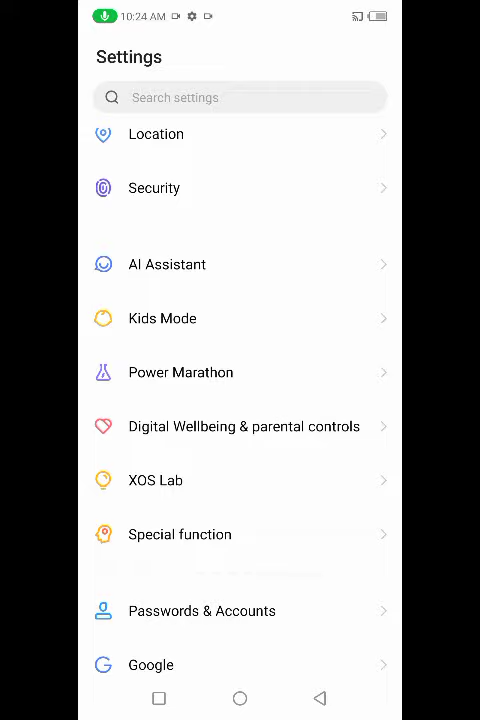 10:24 AM
Settings
Search settings
Location
Security
AI Assistant
Kids Mode
Power Marathon
Digital Wellbeing & parental controls
XOS Lab
Special function
Passwords & Accounts
Google